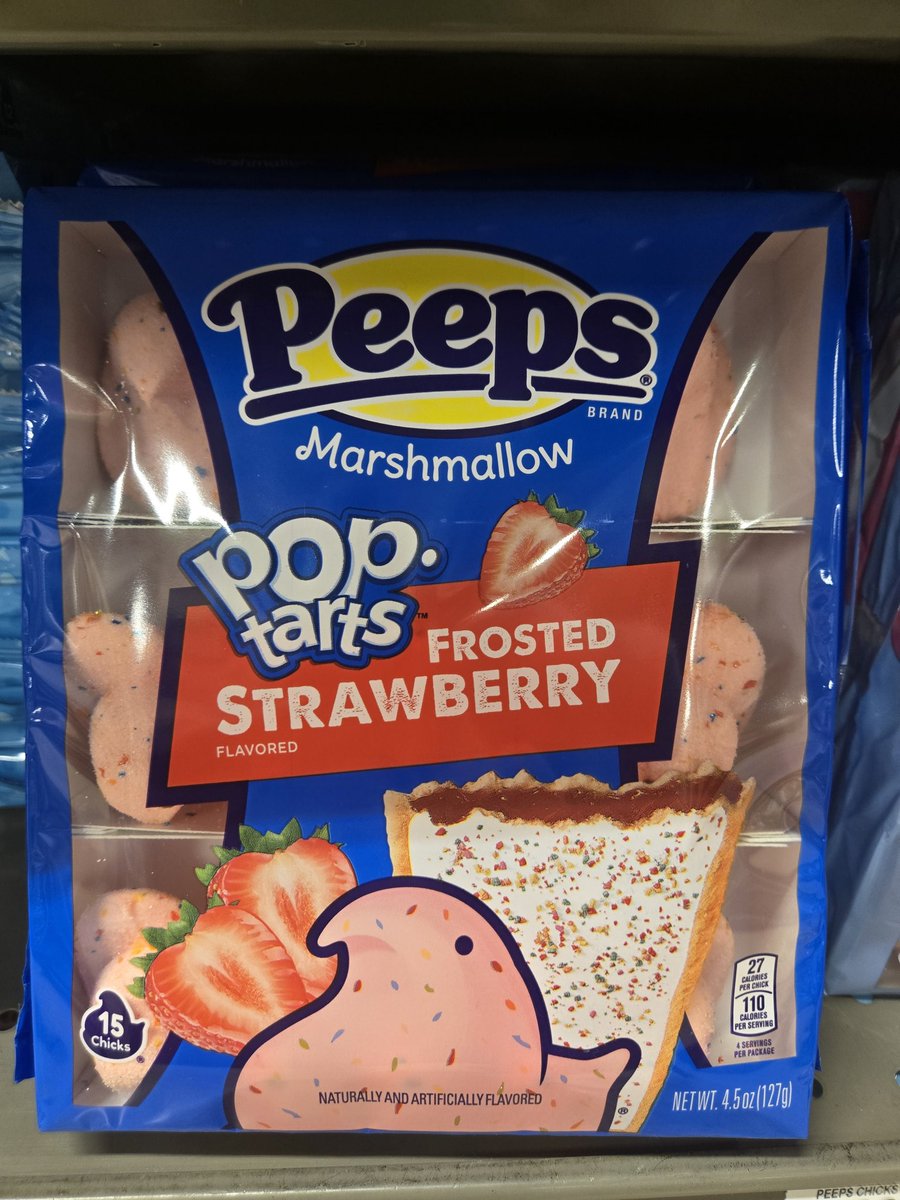 Peeps®
BRAND
Marshmallow
POP.
tarts™
FROSTED
STRAWBERRY
FLAVORED
27
CALORIES
PER CHICK
110
CALORIES
PER SERVING
4 SERVINGS
PER PACKAGE
15
Chicks
®
NATURALLY AND ARTIFICIALLY FLAVORED
®
NET WT. 4.5 oz (127g)
PEEPS CHICKS